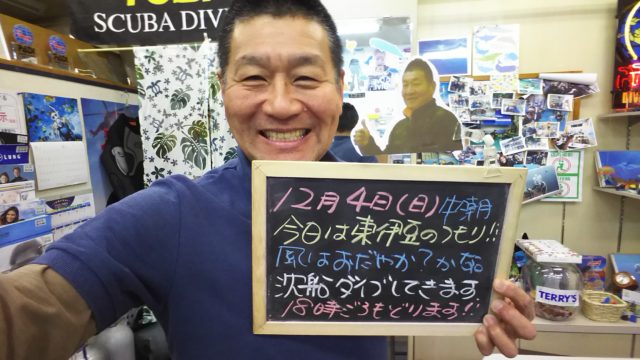 SCUBA DIV
12月4日(日)中潮
今日は東伊豆のつもり!!
風はおだやか?かな
沈船ダイブしてきます
18時ごろもどります!!
TERRY'S